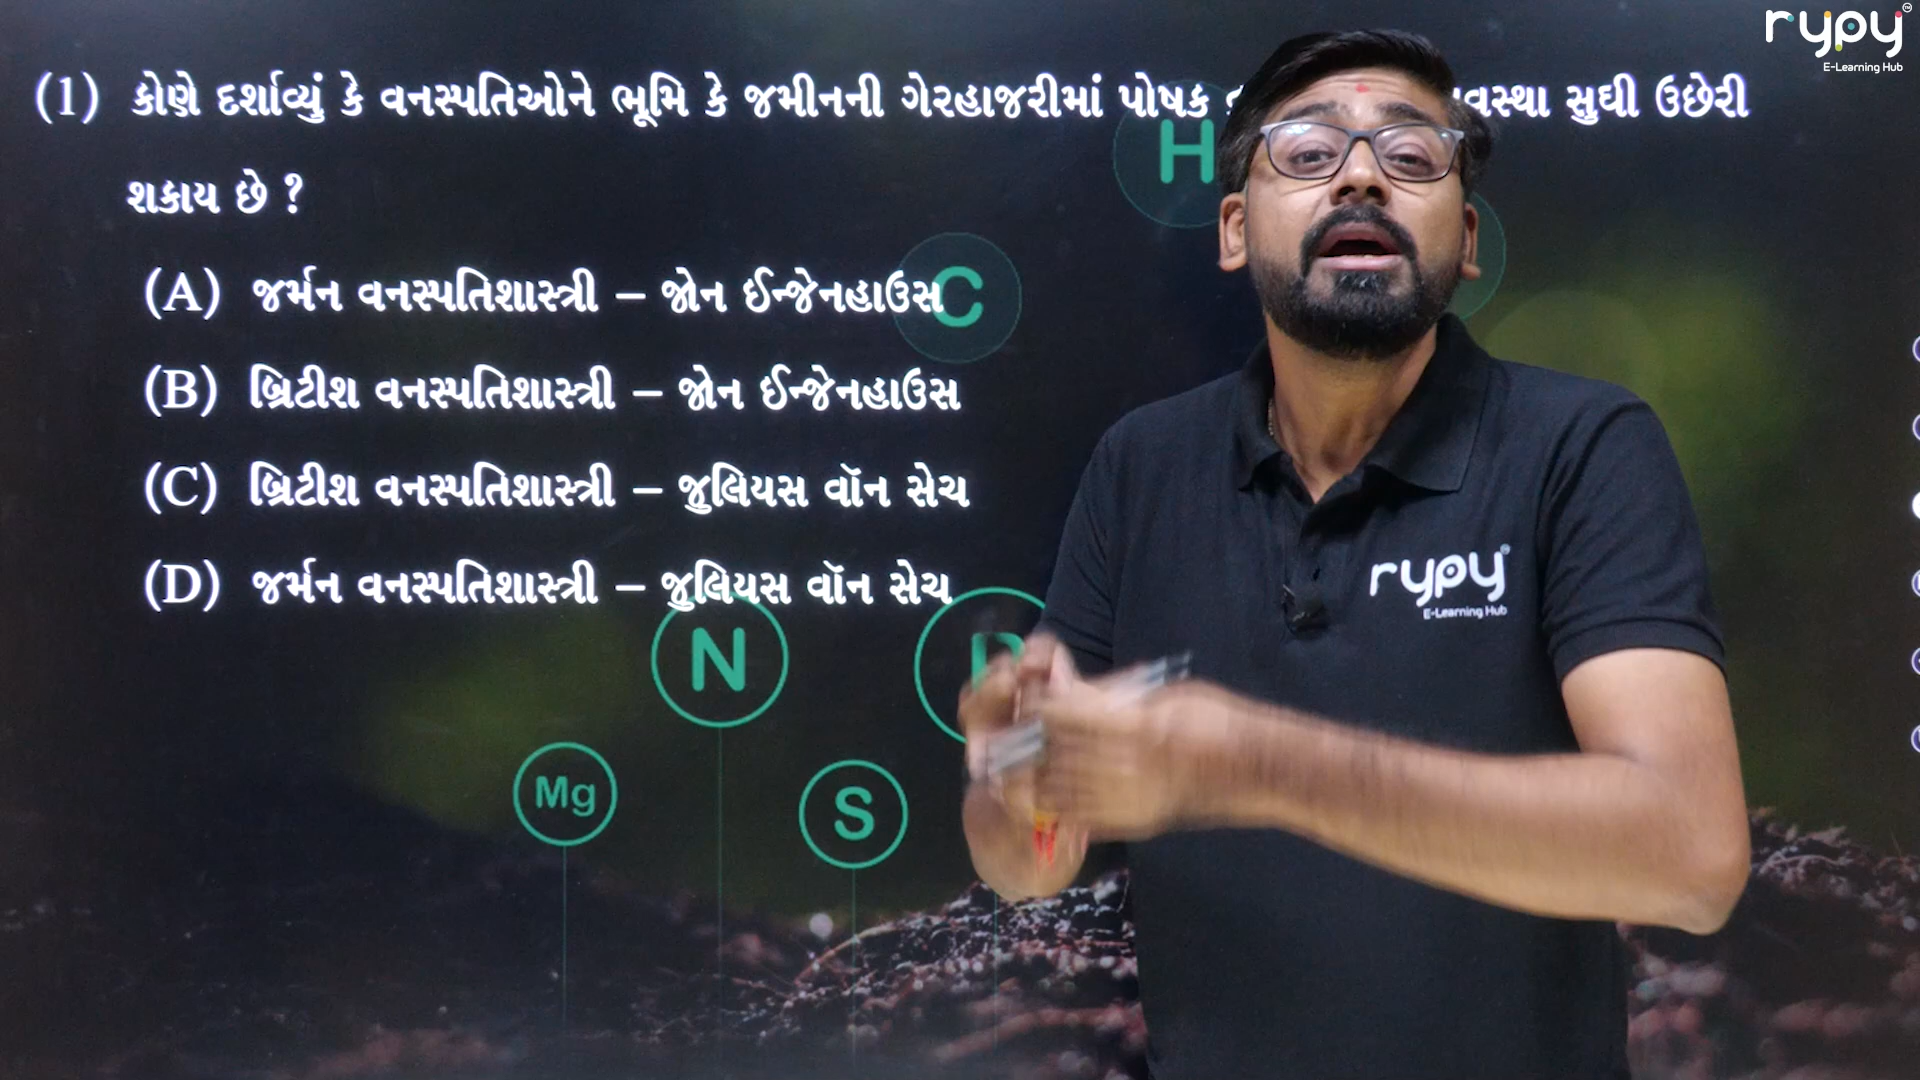 rypy
E-Learning Hub
(1) કોણે દર્શાવ્યું કે વનસ્પતિઓને ભૂમિ કે જમીનની ગેરહાજરીમાં પોષક સુઘી ઉછેરી
શકાય છે ?
H
(A) જર્મન વનસ્પતિશાસ્ત્રી – જોન ઈન્જેનહાઉસ
C
(B) બ્રિટીશ વનસ્પતિશાસ્ત્રી – જોન ઈન્જેનહાઉસ
(C) બ્રિટીશ વનસ્પતિશાસ્ત્રી – જુલિયસ વૉન સેચ
(D) જર્મન વનસ્પતિશાસ્ત્રી – જુલિયસ વૉન સેચ
rypy
E-Learning Hub
N
Mg
S